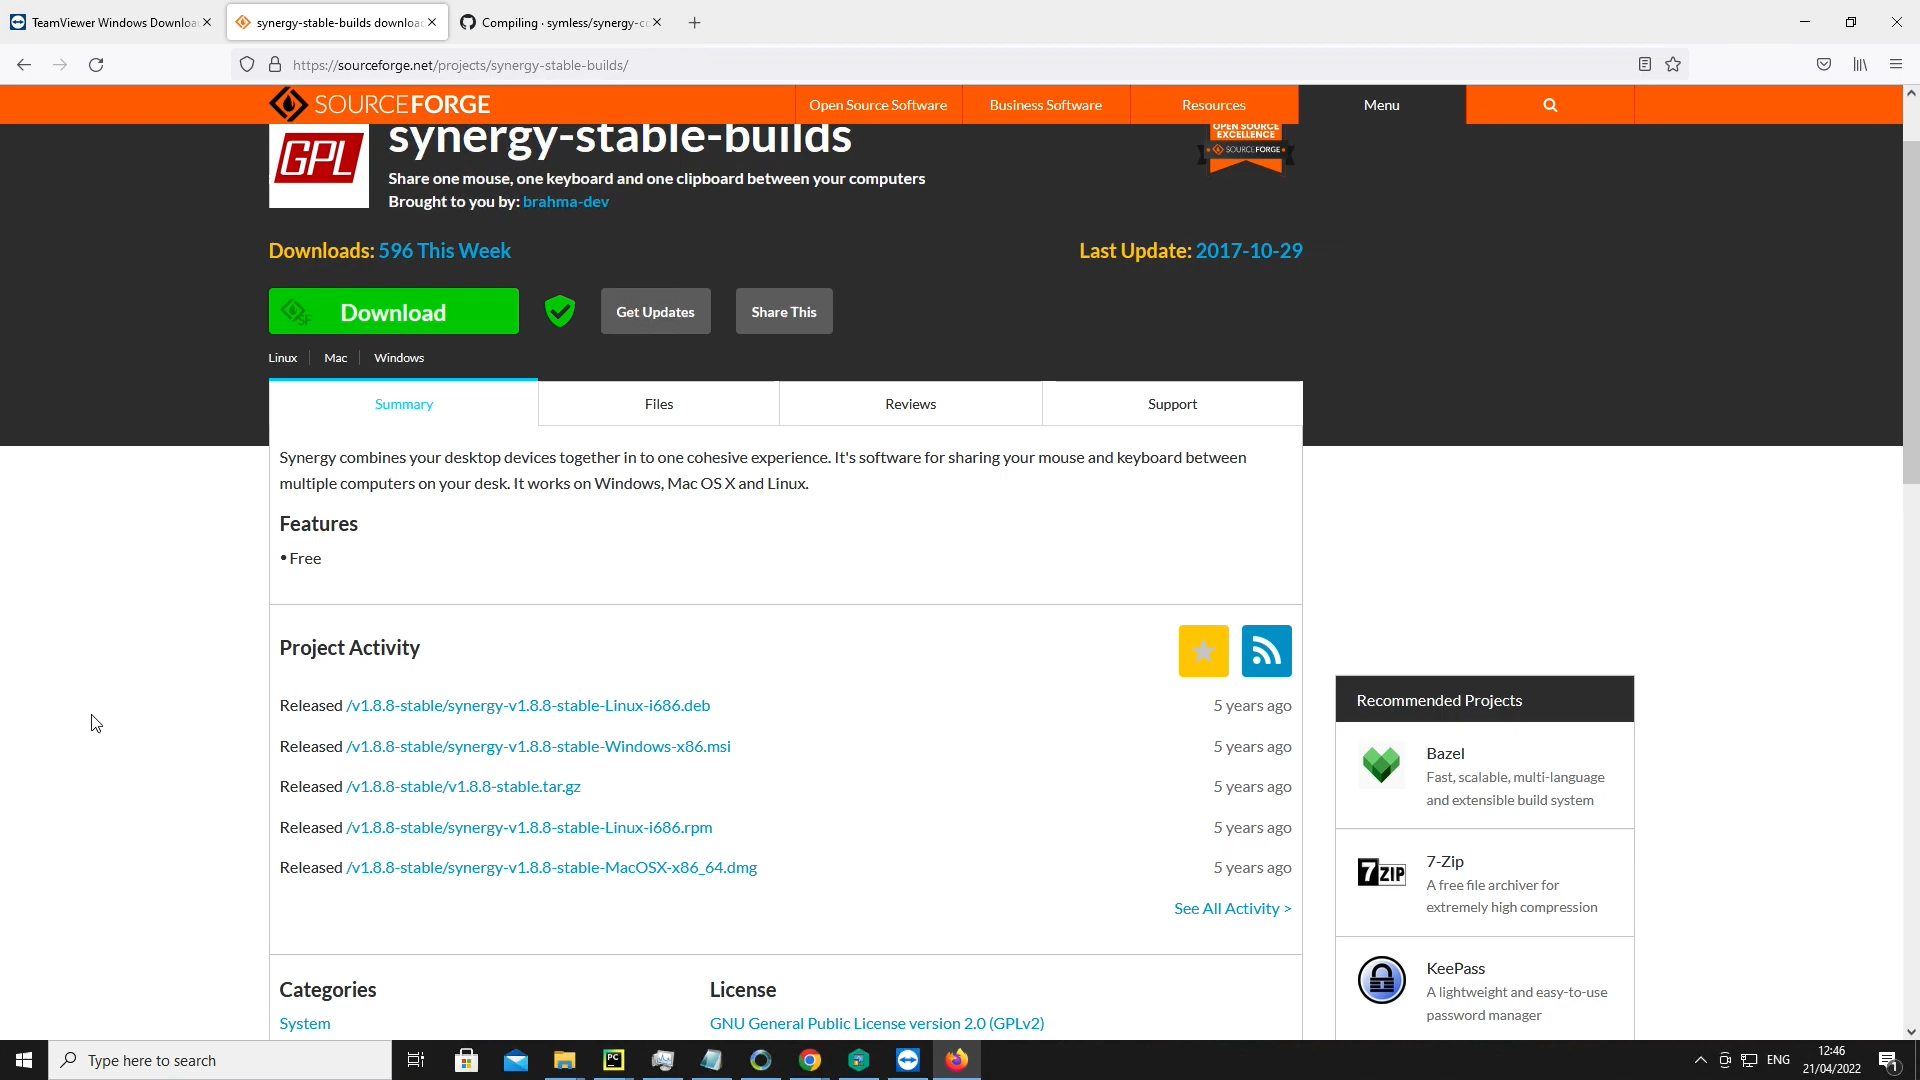 TeamViewer Windows Downloa
synergy-stable-builds downloa
Compiling · symless/synergy-c
https://sourceforge.net/projects/synergy-stable-builds/
SOURCEFORGE
Open Source Software
Business Software
Resources
Menu
GPL
synergy-stable-builds
Share one mouse, one keyboard and one clipboard between your computers
Brought to you by: brahma-dev
OPEN SOURCE
EXCELLENCE
SOURCEFORGE
Downloads: 596 This Week
Last Update: 2017-10-29
SF
Download
Get Updates
Share This
Linux
Mac
Windows
Summary
Files
Reviews
Support
Synergy combines your desktop devices together in to one cohesive experience. It's software for sharing your mouse and keyboard between
multiple computers on your desk. It works on Windows, Mac OS X and Linux.
Features
• Free
Project Activity
Released /v1.8.8-stable/synergy-v1.8.8-stable-Linux-i686.deb
5 years ago
Released /v1.8.8-stable/synergy-v1.8.8-stable-Windows-x86.msi
5 years ago
Released /v1.8.8-stable/v1.8.8-stable.tar.gz
5 years ago
Released /v1.8.8-stable/synergy-v1.8.8-stable-Linux-i686.rpm
5 years ago
Released /v1.8.8-stable/synergy-v1.8.8-stable-MacOSX-x86_64.dmg
5 years ago
See All Activity >
Categories
System
License
GNU General Public License version 2.0 (GPLv2)
Recommended Projects
Bazel
Fast, scalable, multi-language
and extensible build system
7ZIP
7-Zip
A free file archiver for
extremely high compression
KeePass
A lightweight and easy-to-use
password manager
Type here to search
PC
ENG
12:46
21/04/2022
1